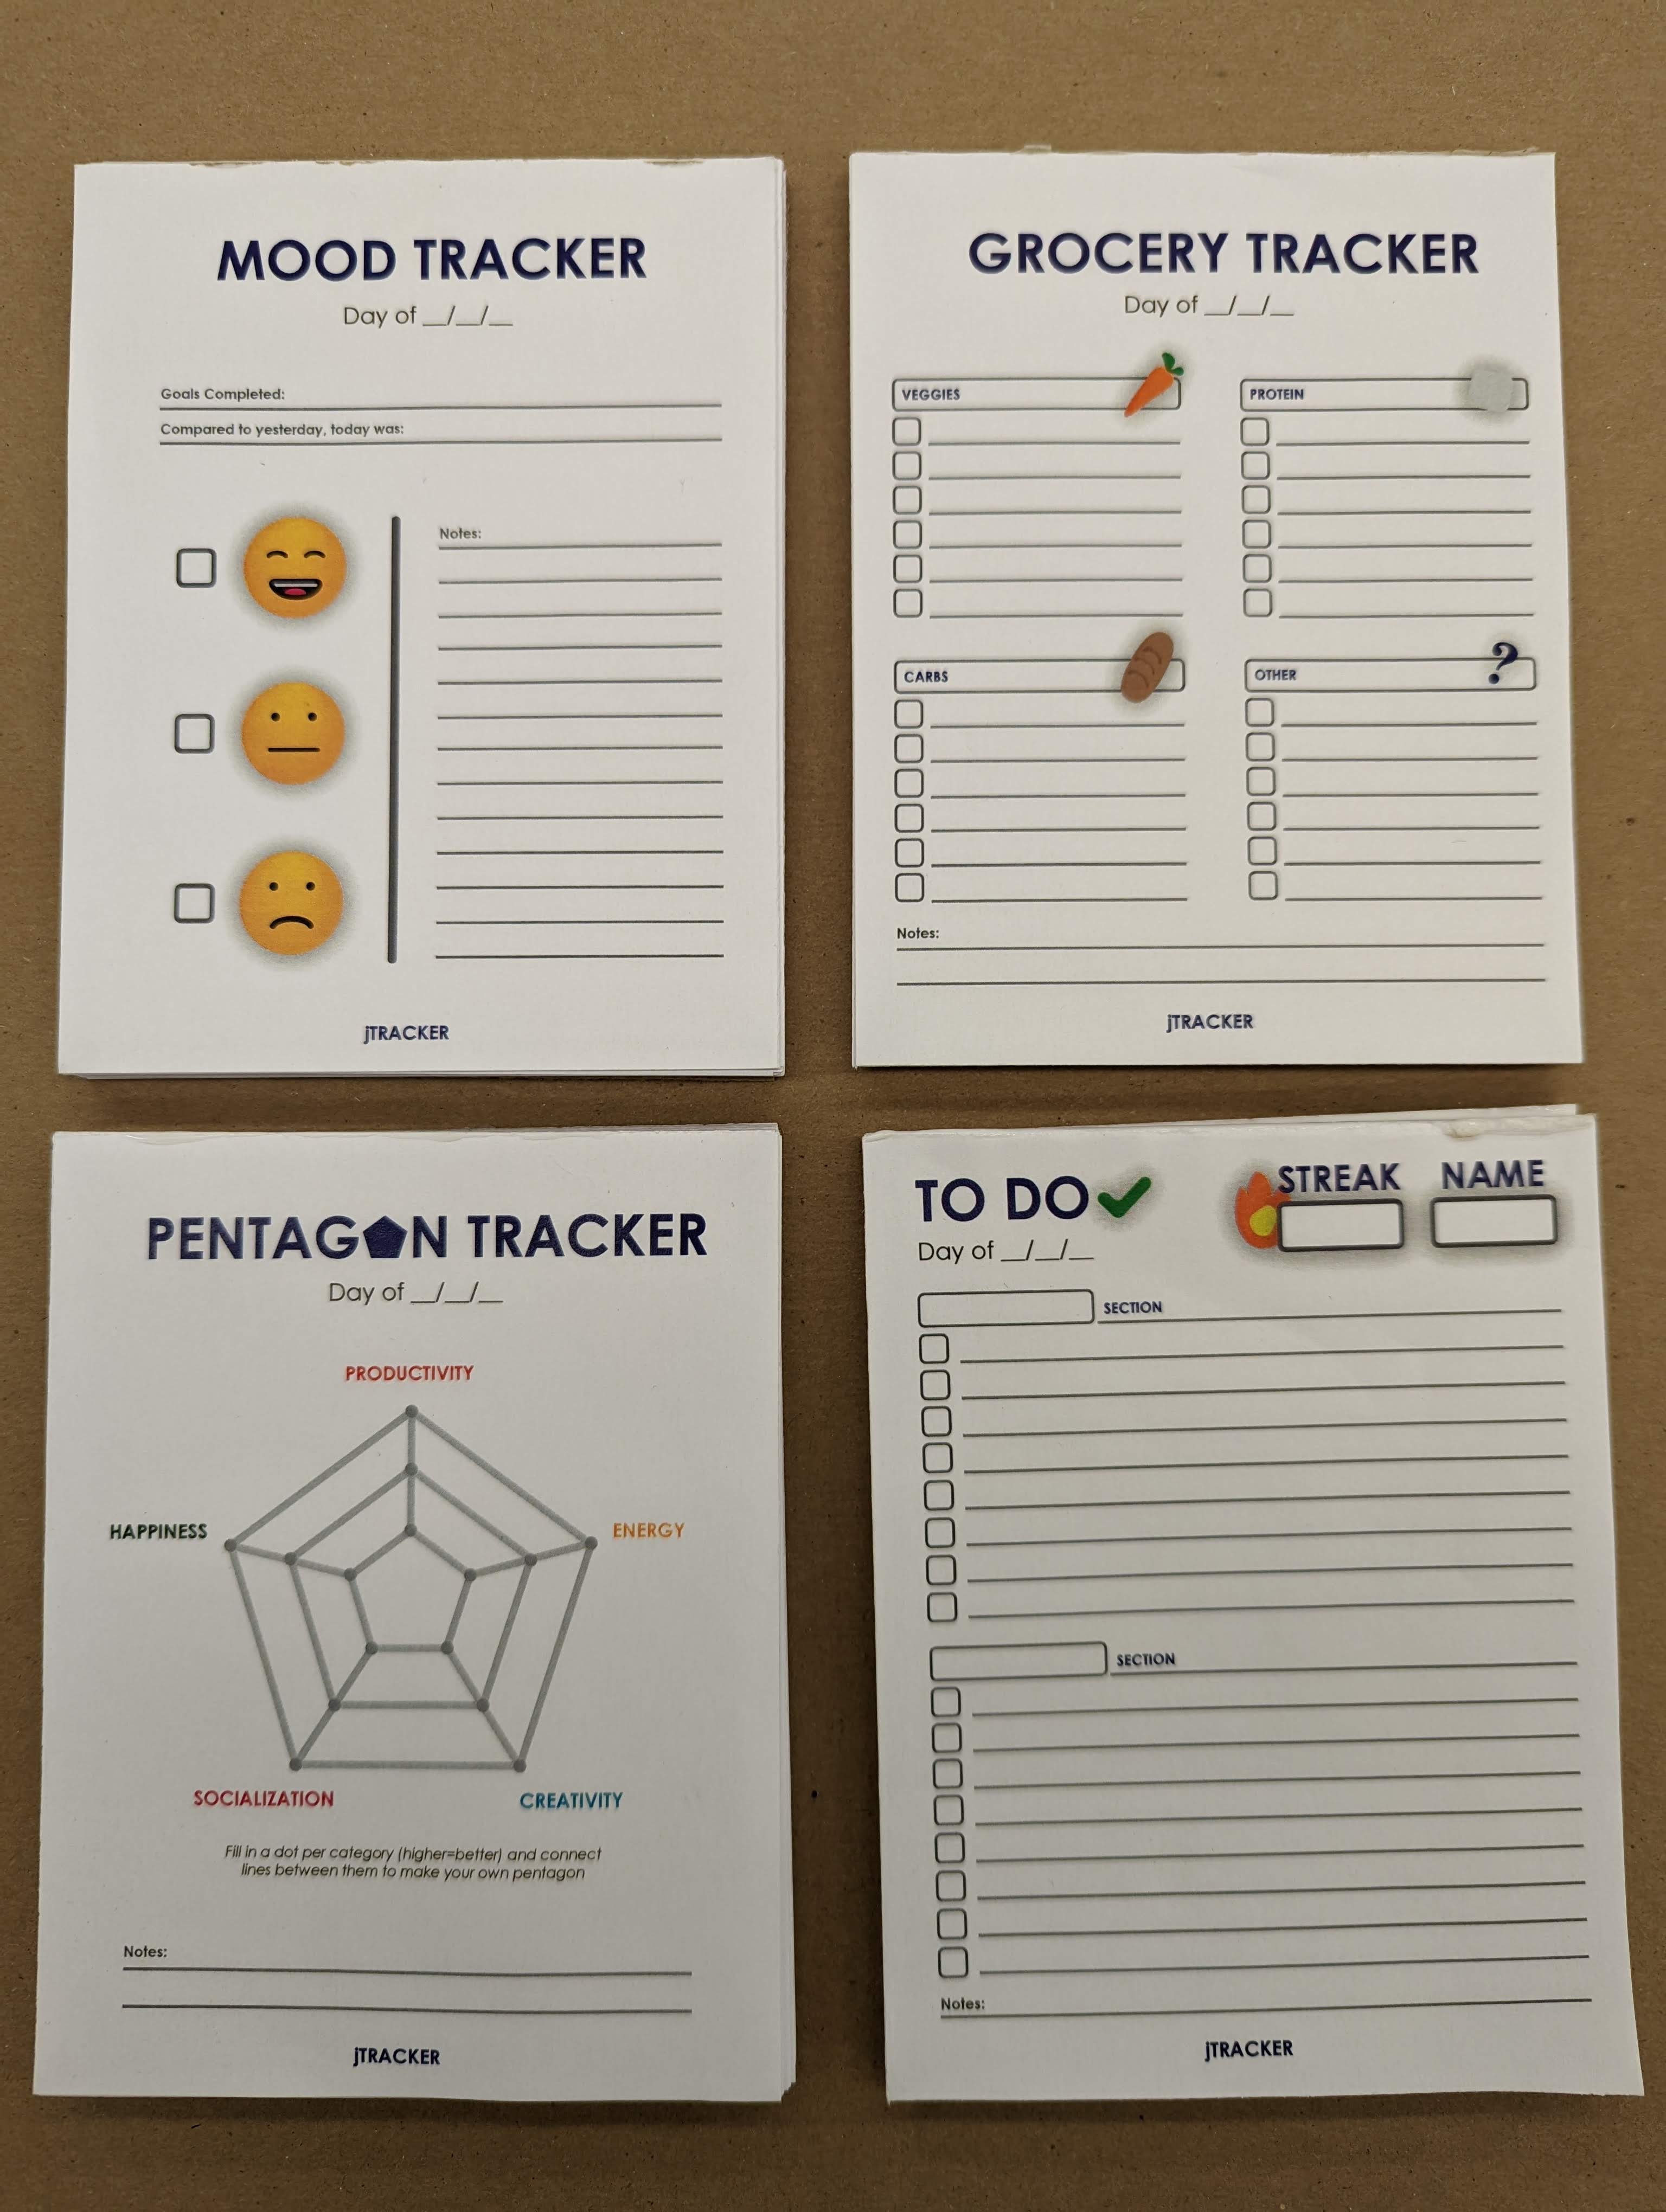 MOOD TRACKER
Day of __/__/__
Goals Completed:
Compared to yesterday, today was:
Notes:
jTRACKER
GROCERY TRACKER
Day of __/__/__
VEGGIES
PROTEIN
CARBS
OTHER
?
Notes:
jTRACKER
PENTAGON TRACKER
Day of __/__/__
PRODUCTIVITY
HAPPINESS
ENERGY
SOCIALIZATION
CREATIVITY
Fill in a dot per category (higher=better) and connect
lines between them to make your own pentagon
Notes:
jTRACKER
TO DO
STREAK
NAME
Day of __/__/__
SECTION
SECTION
Notes:
jTRACKER